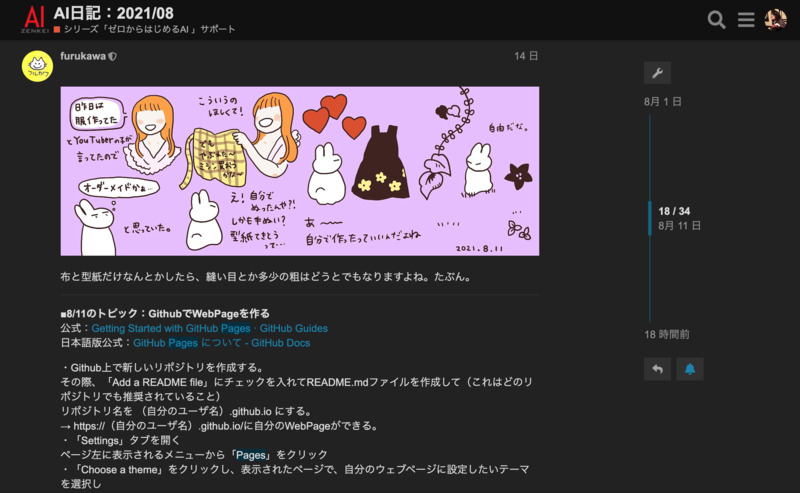 AI
ZENKEI
AI日記：2021/08
シリーズ「ゼロからはじめるAI 」サポート
furukawa
14 日
フルカワ
昨日は
服作ってた
とYouTuberの子が
言ってたので
オーダーメイドかぁ…
と思っていた。
こういうの
ほしくて！
でも
やぶれた〜
え！自分で
ぬったんや?!
しかも手ぬい？
型紙てきとう
って…
あ〜〜
自分で作ったっていいんだよね
自由だな。
2021.8.11
布と型紙だけなんとかしたら、縫い目とか多少の粗はどうとでもなりますよね。たぶん。
■8/11のトピック：GithubでWebPageを作る
公式：Getting Started with GitHub Pages · GitHub Guides
日本語版公式：GitHub Pages について - GitHub Docs
・Github上で新しいリポジトリを作成する。
その際、「Add a README file」にチェックを入れてREADME.mdファイルを作成して（これはどのリ
ポジトリでも推奨されていること）
リポジトリ名を （自分のユーザ名）.github.io にする。
→ https://（自分のユーザ名）.github.io/に自分のWebPageができる。
・「Settings」タブを開く
ページ左に表示されるメニューから「Pages」をクリック
・「Choose a theme」をクリックし、表示されたページで、自分のウェブページに設定したいテーマ
を選択し
8月 1 日
18 / 34
8月 11 日
18 時間前